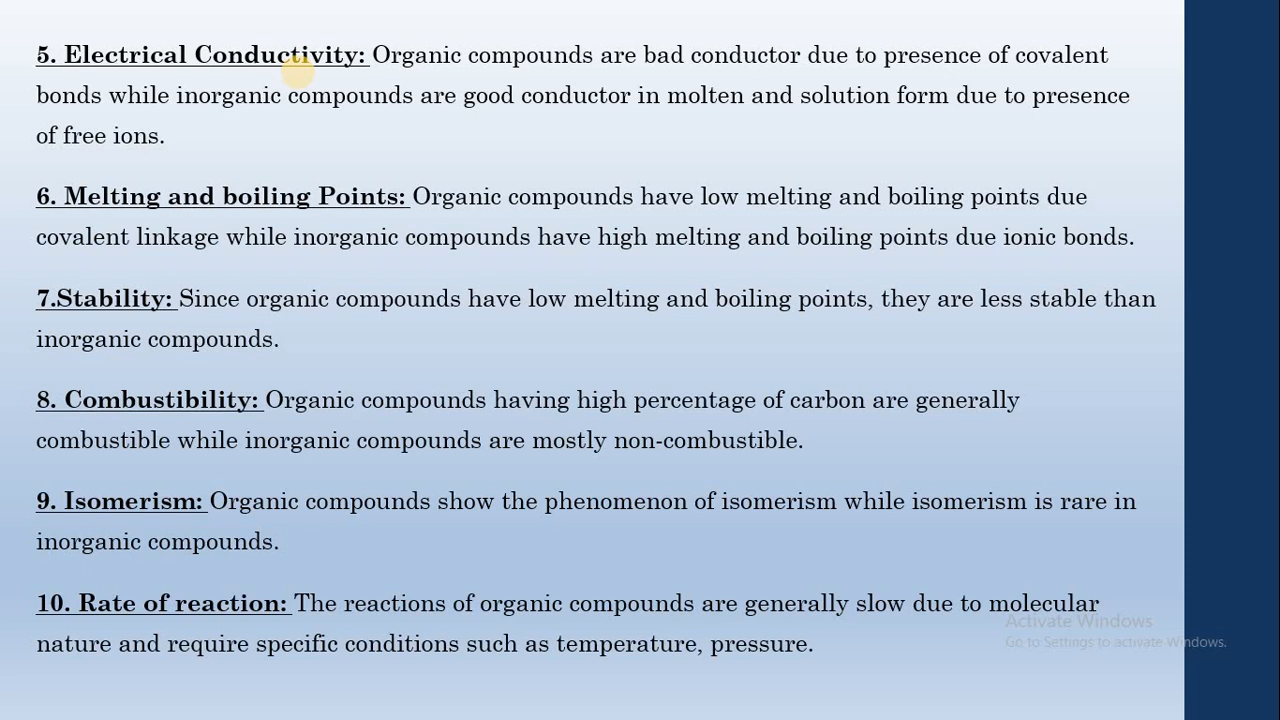 5. Electrical Conductivity: Organic compounds are bad conductor due to presence of covalent
bonds while inorganic compounds are good conductor in molten and solution form due to presence
of free ions.
6. Melting and boiling Points: Organic compounds have low melting and boiling points due
covalent linkage while inorganic compounds have high melting and boiling points due ionic bonds.
7.Stability: Since organic compounds have low melting and boiling points, they are less stable than
inorganic compounds.
8. Combustibility: Organic compounds having high percentage of carbon are generally
combustible while inorganic compounds are mostly non-combustible.
9. Isomerism: Organic compounds show the phenomenon of isomerism while isomerism is rare in
inorganic compounds.
10. Rate of reaction: The reactions of organic compounds are generally slow due to molecular
nature and require specific conditions such as temperature, pressure.
Activate Windows
Go to Settings to activate Windows.